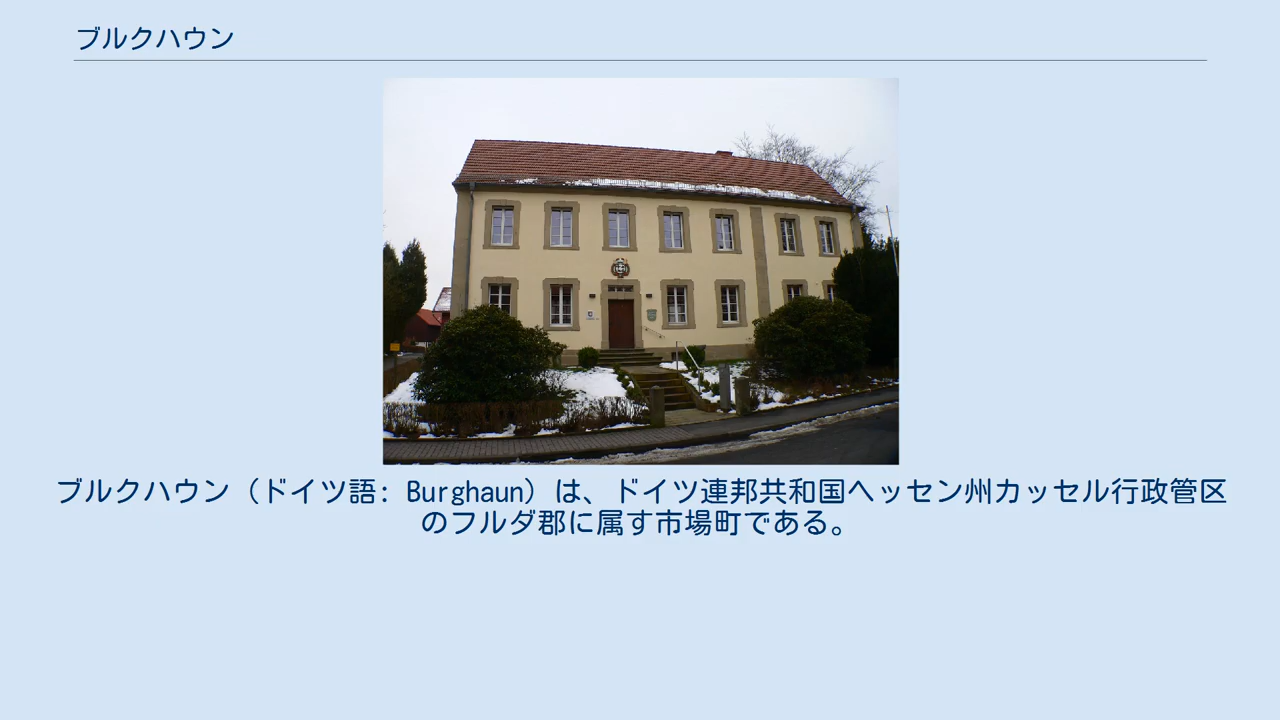 ブルクハウン
ブルクハウン（ドイツ語: Burghaun）は、ドイツ連邦共和国ヘッセン州カッセル行政管区
のフルダ郡に属す市場町である。